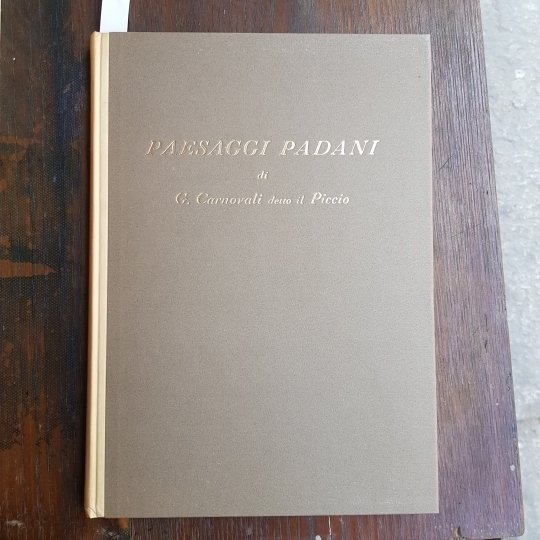 PAESAGGI PADANI
di
G. Carnovali detto il Piccio